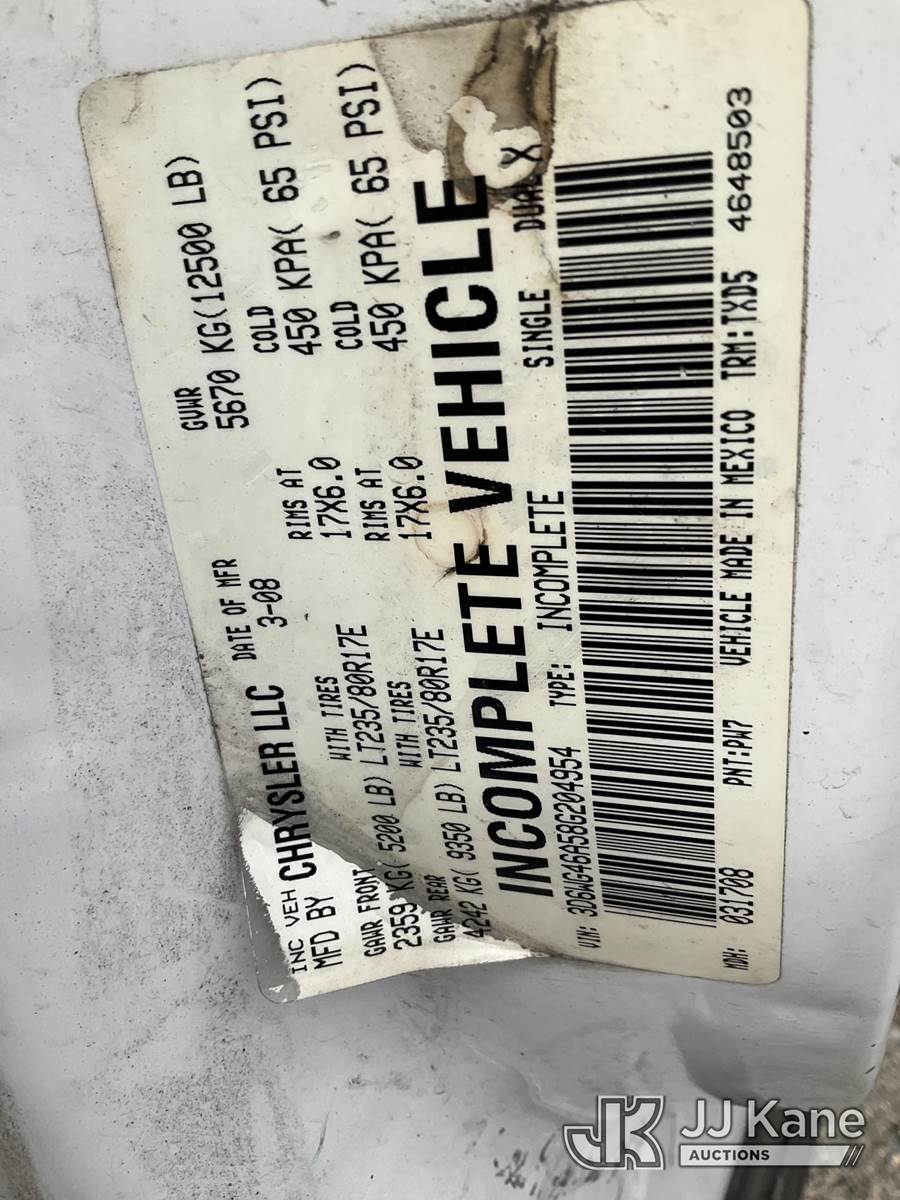 INC VEH
MFD BY CHRYSLER LLC DATE OF MFR 3-08 GVWR 5670 KG(12500 LB)
GAWR FRONT WITH TIRES RIMS AT COLD
2359 KG( 5200 LB) LT235/80R17E 17X6.0 450 KPA( 65 PSI)
GAWR REAR WITH TIRES RIMS AT COLD
4242 KG( 9350 LB) LT235/80R17E 17X6.0 450 KPA( 65 PSI)
INCOMPLETE VEHICLE
VIN: 3D6WG46A58G204954 TYPE: INCOMPLETE SINGLE DUAL X
MDH: 031708 PNT:PW7 VEHICLE MADE IN MEXICO TRM:TXD5 4648503
JK JJ Kane
AUCTIONS